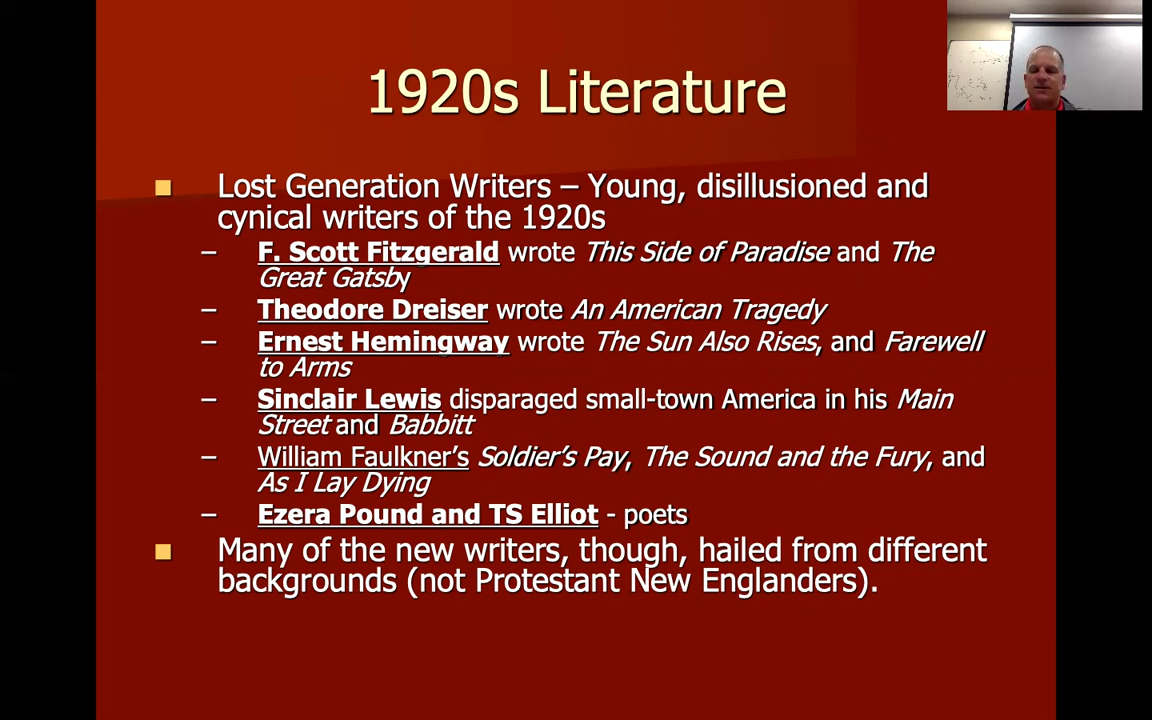 1920s Literature
Lost Generation Writers – Young, disillusioned and
cynical writers of the 1920s
– F. Scott Fitzgerald wrote This Side of Paradise and The
Great Gatsby
– Theodore Dreiser wrote An American Tragedy
– Ernest Hemingway wrote The Sun Also Rises, and Farewell
to Arms
– Sinclair Lewis disparaged small-town America in his Main
Street and Babbitt
– William Faulkner’s Soldier’s Pay, The Sound and the Fury, and
As I Lay Dying
– Ezera Pound and TS Elliot - poets
Many of the new writers, though, hailed from different
backgrounds (not Protestant New Englanders).